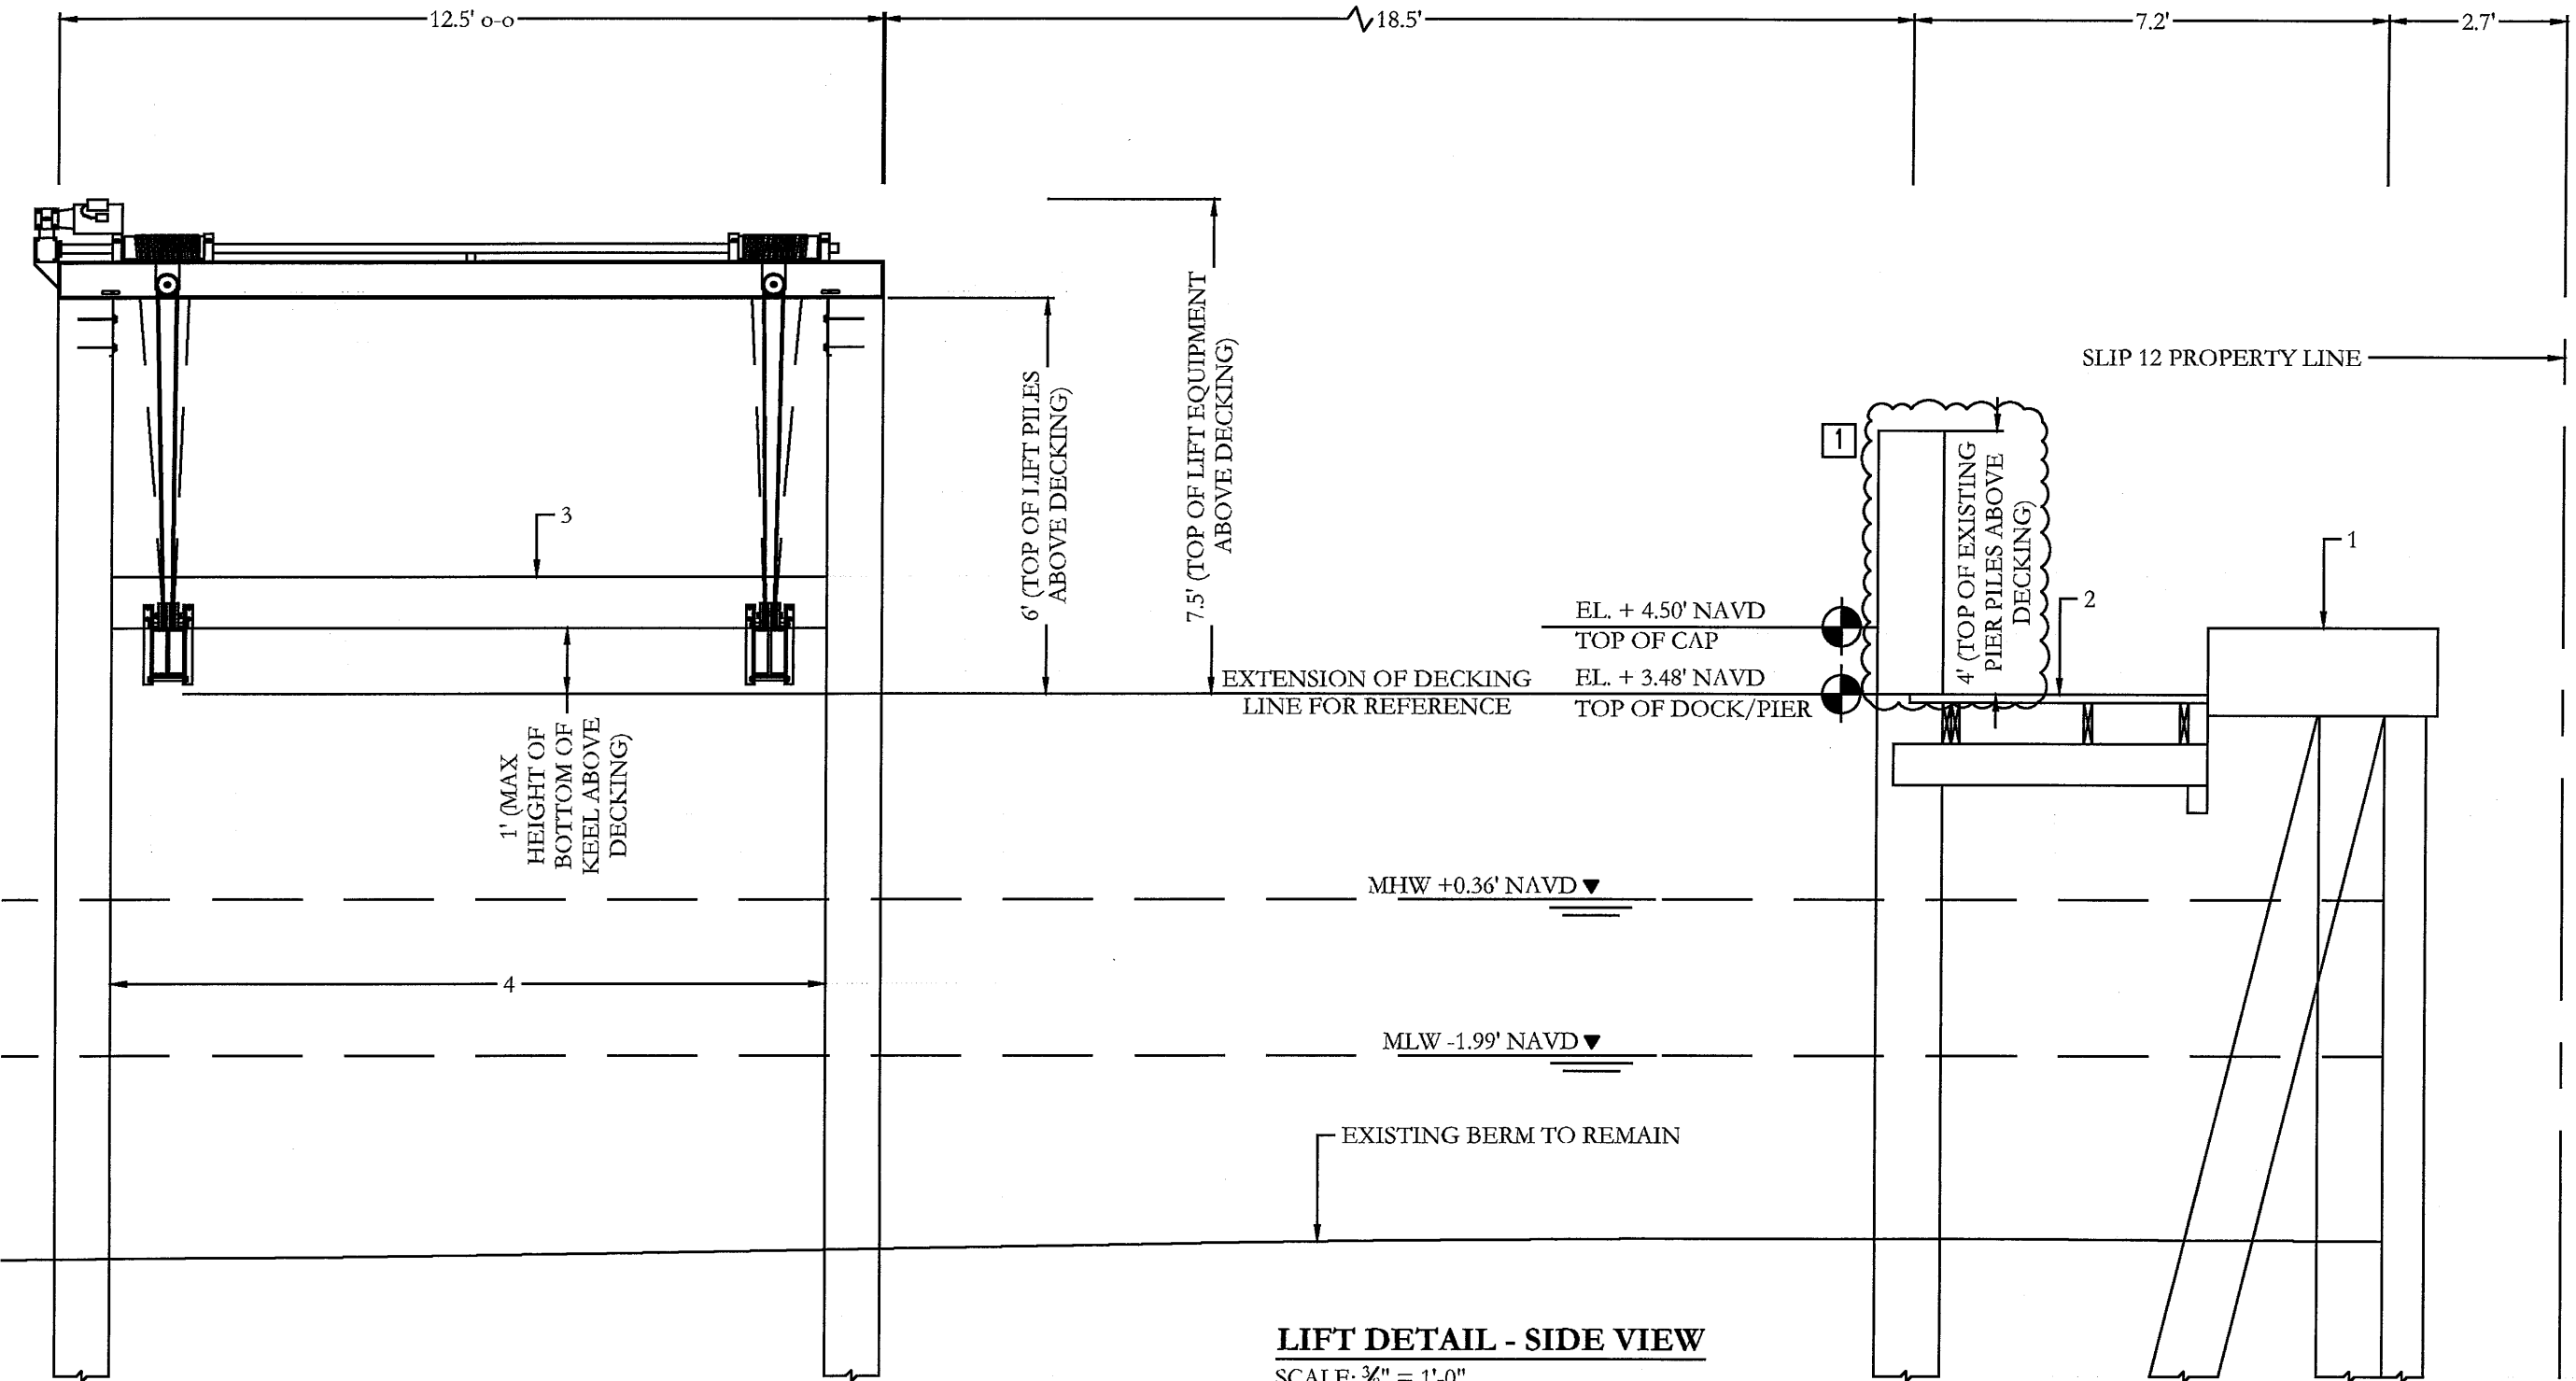 12.5' o-o
18.5'
7.2'
2.7'
SLIP 12 PROPERTY LINE
6' (TOP OF LIFT PILES
ABOVE DECKING)
7.5' (TOP OF LIFT EQUIPMENT
ABOVE DECKING)
1
4' (TOP OF EXISTING
PIER PILES ABOVE
DECKING)
1
2
3
EL. + 4.50' NAVD
TOP OF CAP
EXTENSION OF DECKING
LINE FOR REFERENCE
EL. + 3.48' NAVD
TOP OF DOCK/PIER
1' (MAX
HEIGHT OF
BOTTOM OF
KEEL ABOVE
DECKING)
MHW +0.36' NAVD
4
MLW -1.99' NAVD
EXISTING BERM TO REMAIN
LIFT DETAIL - SIDE VIEW
SCALE: = 1'-0"